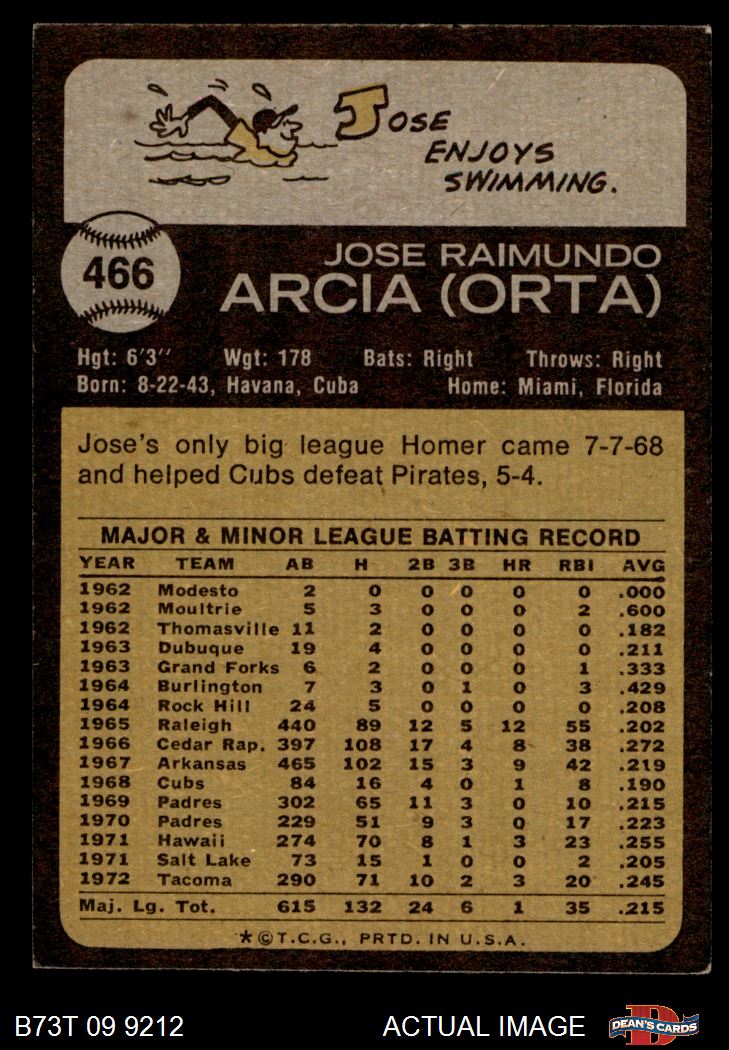 JOSE
ENJOYS
SWIMMING.
466
JOSE RAIMUNDO
ARCIA (ORTA)
Hgt: 6'3" Wgt: 178 Bats: Right Throws: Right
Born: 8-22-43, Havana, Cuba Home: Miami, Florida
Jose's only big league Homer came 7-7-68
and helped Cubs defeat Pirates, 5-4.
MAJOR & MINOR LEAGUE BATTING RECORD
YEAR TEAM AB H 2B 3B HR RBI AVG
1962 Modesto 2 0 0 0 0 0 .000
1962 Moultrie 5 3 0 0 0 2 .600
1962 Thomasville 11 2 0 0 0 0 .182
1963 Dubuque 19 4 0 0 0 0 .211
1963 Grand Forks 6 2 0 0 0 1 .333
1964 Burlington 7 3 0 1 0 3 .429
1964 Rock Hill 24 5 0 0 0 0 .208
1965 Raleigh 440 89 12 5 12 55 .202
1966 Cedar Rap. 397 108 17 4 8 38 .272
1967 Arkansas 465 102 15 3 9 42 .219
1968 Cubs 84 16 4 0 1 8 .190
1969 Padres 302 65 11 3 0 10 .215
1970 Padres 229 51 9 3 0 17 .223
1971 Hawaii 274 70 8 1 3 23 .255
1971 Salt Lake 73 15 1 0 0 2 .205
1972 Tacoma 290 71 10 2 3 20 .245
Maj. Lg. Tot. 615 132 24 6 1 35 .215
*©T.C.G., PRTD. IN U.S.A.
B73T 09 9212 ACTUAL IMAGE D DEAN'S CARDS